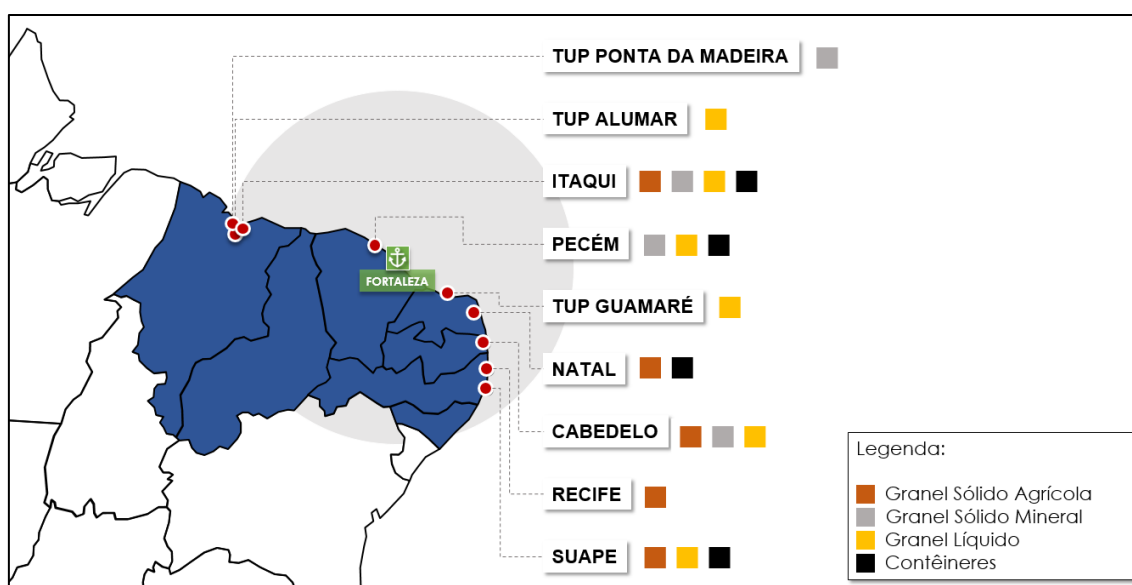 TUP PONTA DA MADEIRA
TUP ALUMAR
ITAQUI
PECÉM
FORTALEZA
TUP GUAMARÉ
NATAL
CABEDELO
RECIFE
SUAPE
Legenda:
Granel Sólido Agrícola
Granel Sólido Mineral
Granel Líquido
Contêineres